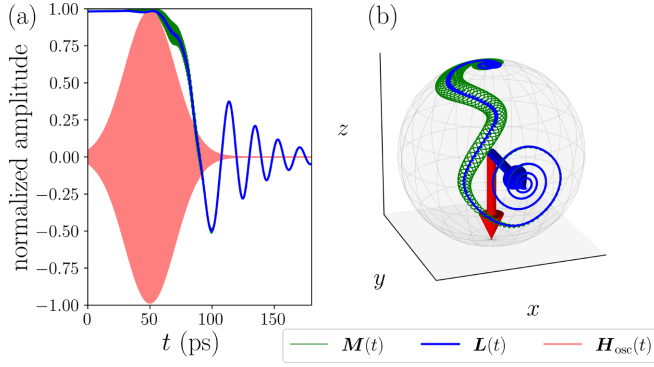 (a)
normalized amplitude
1.00
0.75
0.50
0.25
0.00
−0.25
−0.50
−0.75
−1.00
0 50 100 150
t (ps)
(b)
z
y
x
M(t) L(t) H_osc(t)